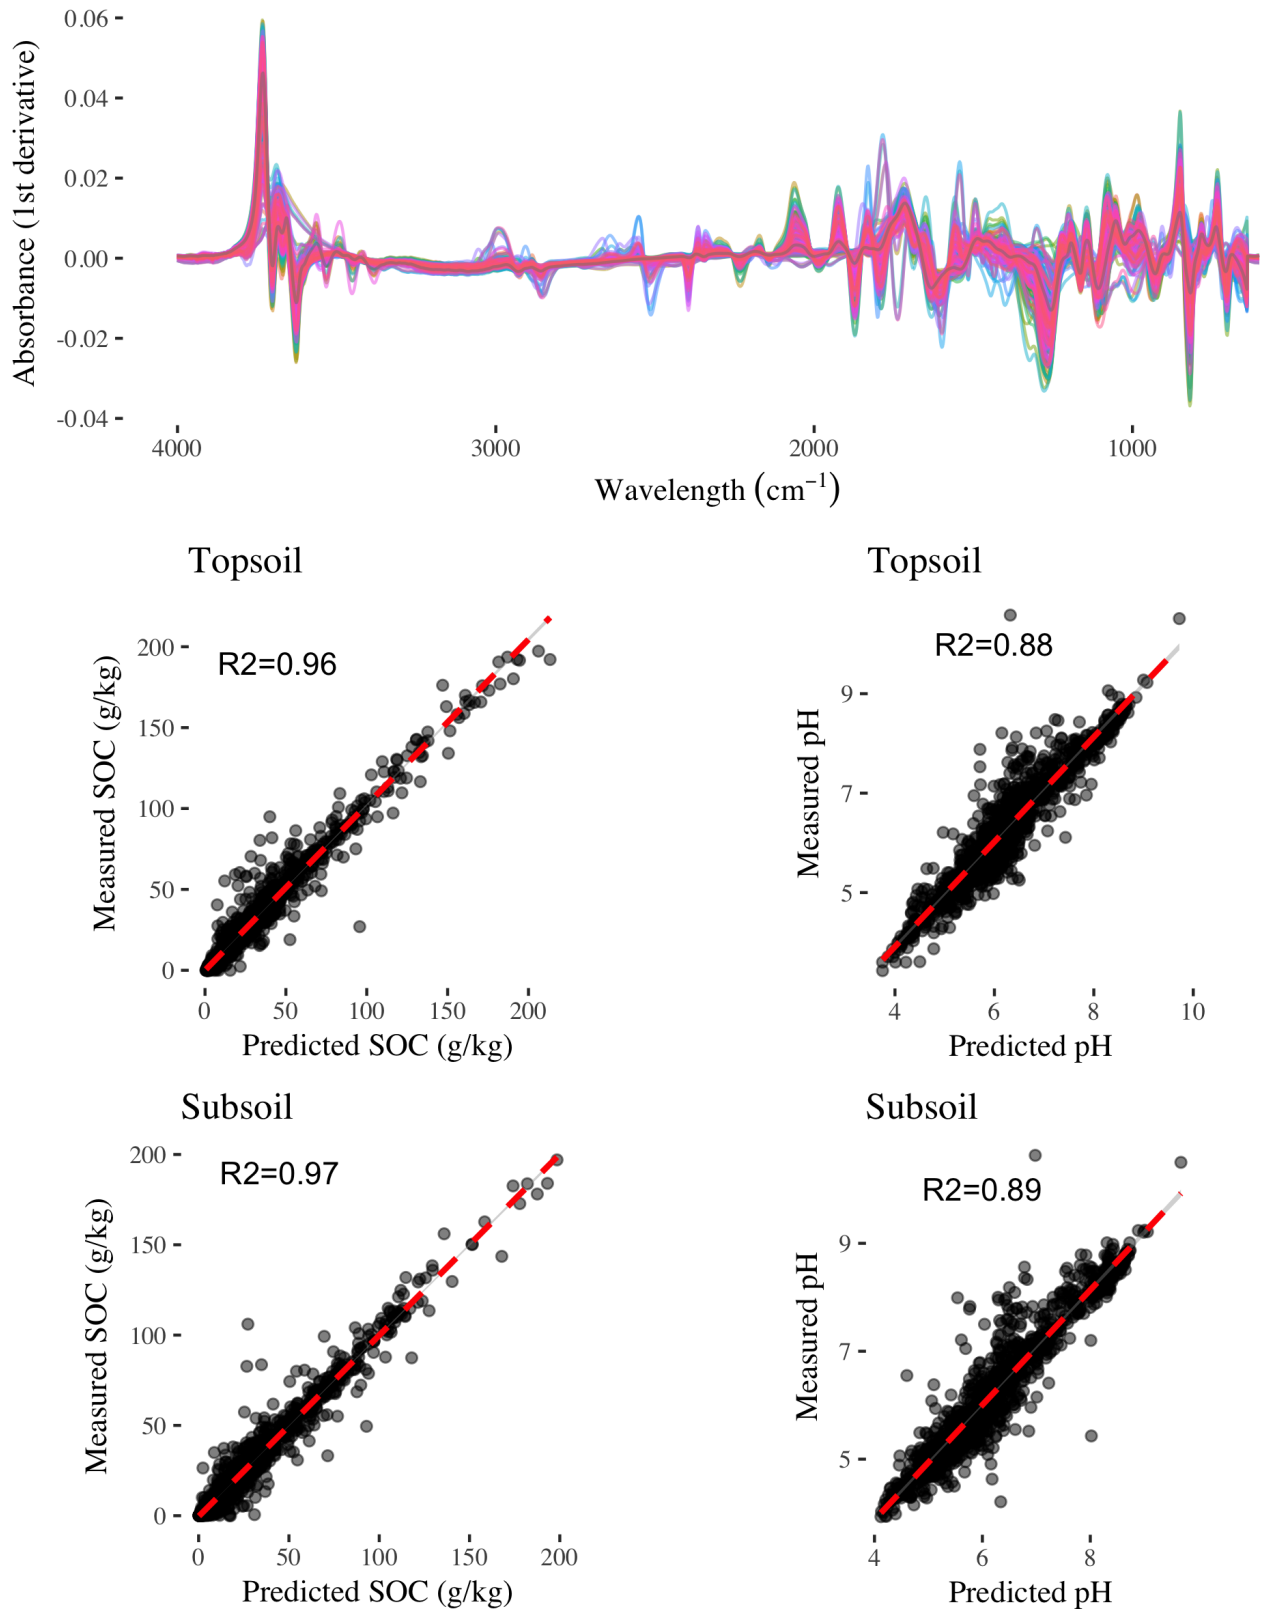 Absorbance (1st derivative)
0.06
0.04
0.02
0.00
-0.02
-0.04
4000 3000 2000 1000
Wavelength (cm⁻¹)
Topsoil
R2=0.96
Measured SOC (g/kg)
200
150
100
50
0
0 50 100 150 200
Predicted SOC (g/kg)
Topsoil
R2=0.88
Measured pH
9
7
5
4 6 8 10
Predicted pH
Subsoil
R2=0.97
Measured SOC (g/kg)
200
150
100
50
0
0 50 100 150 200
Predicted SOC (g/kg)
Subsoil
R2=0.89
Measured pH
9
7
5
4 6 8
Predicted pH